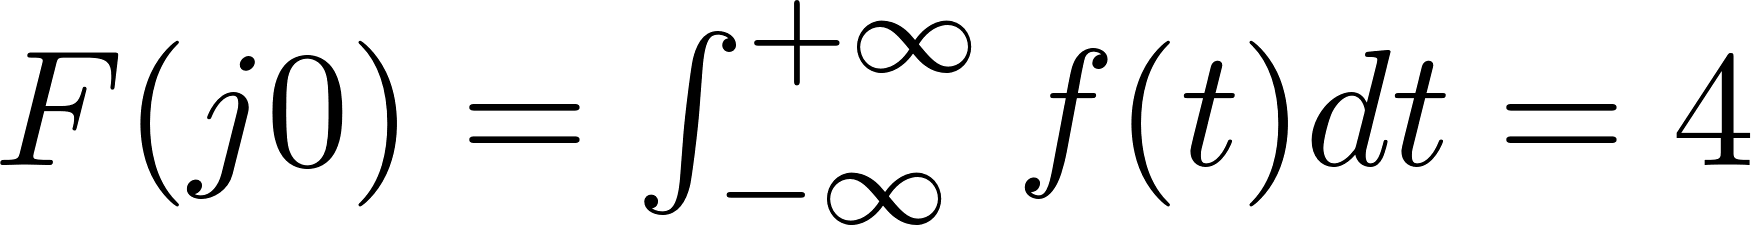 F(j0) = ∫_{-∞}^{+∞} f(t)dt = 4